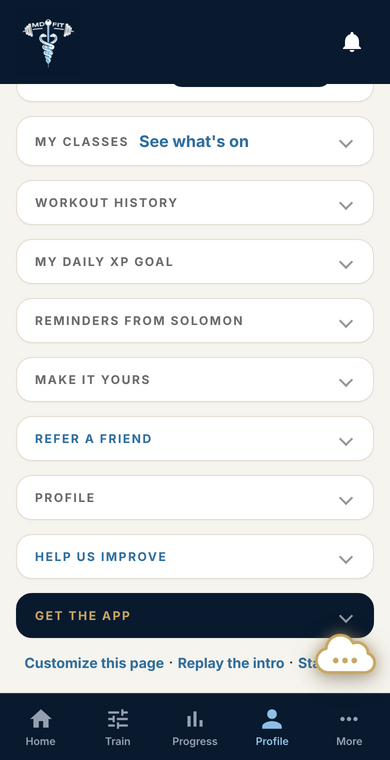 MD FIT
MY CLASSES See what's on
WORKOUT HISTORY
MY DAILY XP GOAL
REMINDERS FROM SOLOMON
MAKE IT YOURS
REFER A FRIEND
PROFILE
HELP US IMPROVE
GET THE APP
Customize this page · Replay the intro ·
Home Train Progress Profile More